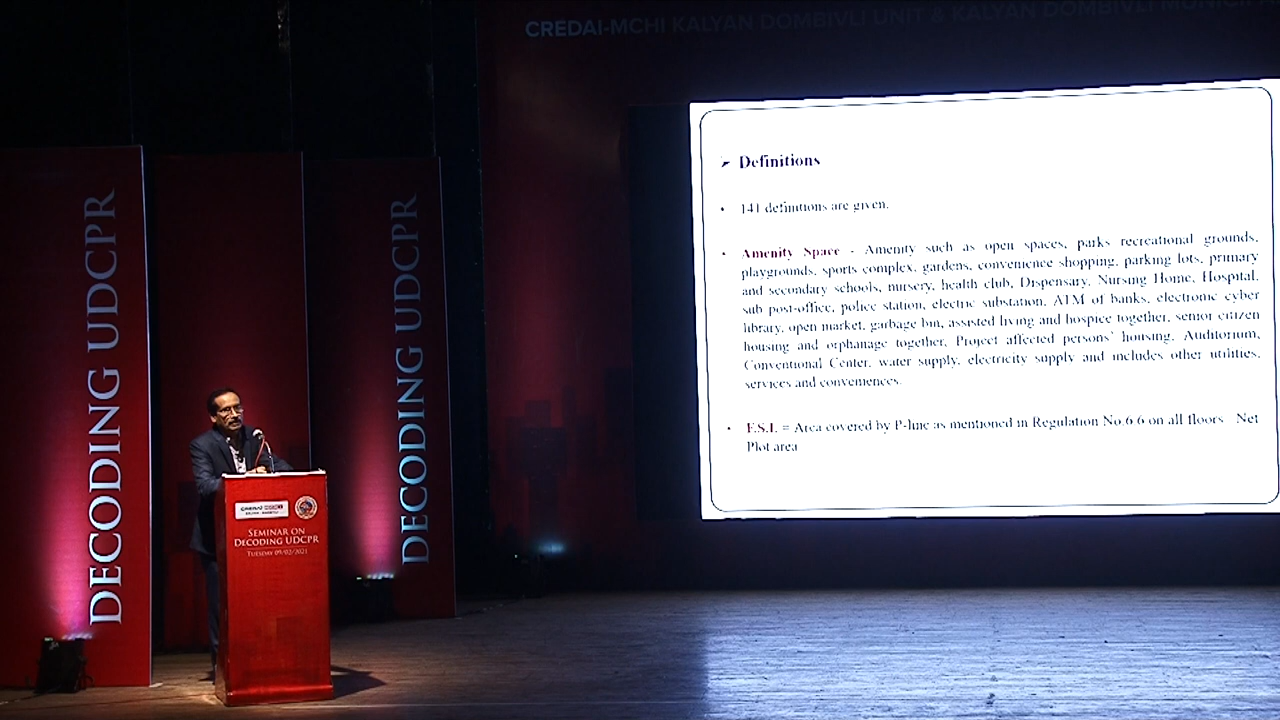 CREDAI-MCHI KALYAN DOMBIVLI UNIT & KALYAN DOMBIVLI
DECODING UDCPR
DECODING UDCPR
SEMINAR ON
DECODING UDCPR
TUESDAY 09/02/2021
➢ Definitions
• 141 definitions are given.
• Amenity Space - Amenity such as open spaces, parks recreational grounds,
playgrounds, sports complex, gardens, convenience shopping, parking lots, primary
and secondary schools, nursery, health club, Dispensary, Nursing Home, Hospital,
sub post-office, police station, electric substation, ATM of banks, electronic cyber
library, open market, garbage bin, assisted living and hospice together, senior citizen
housing and orphanage together, Project affected persons' housing, Auditorium,
Conventional Center, water supply, electricity supply and includes other utilities,
services and conveniences.
• F.S.I. = Area covered by P-line as mentioned in Regulation No.6.6 on all floors Net
Plot area